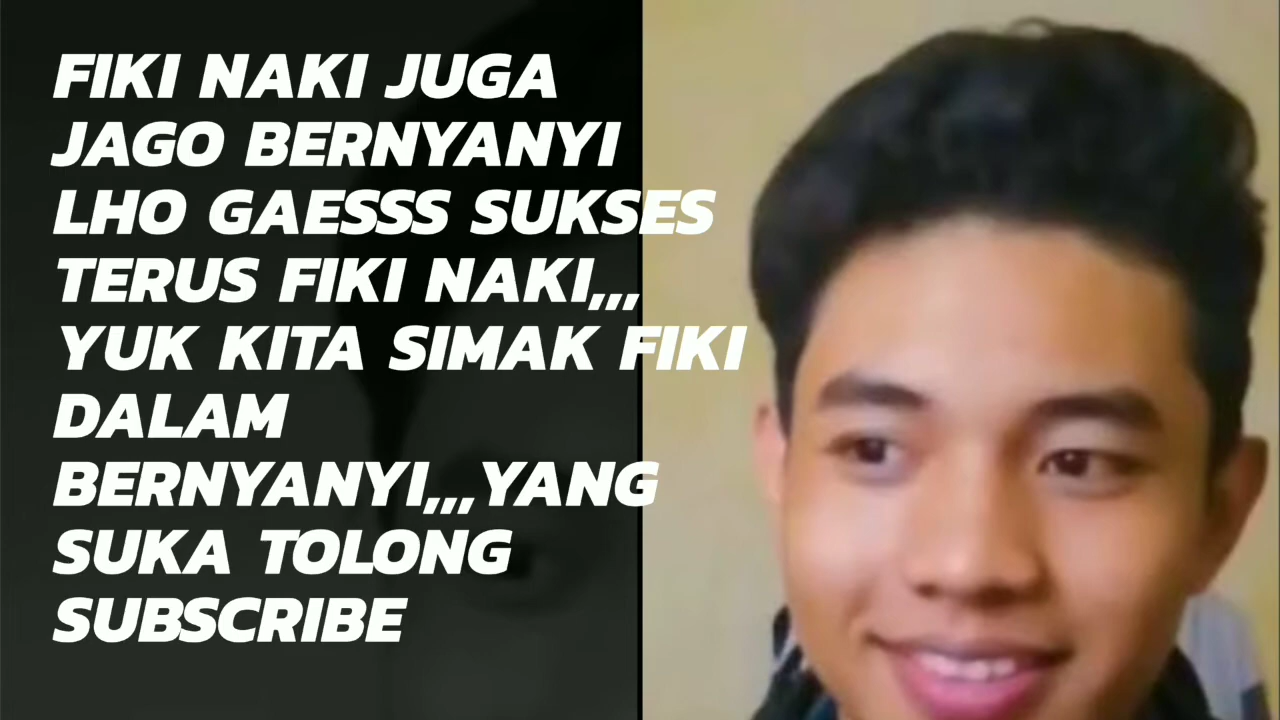 FIKI NAKI JUGA
JAGO BERNYANYI
LHO GAESSS SUKSES
TERUS FIKI NAKI,,,
YUK KITA SIMAK FIKI
DALAM
BERNYANYI,,,YANG
SUKA TOLONG
SUBSCRIBE